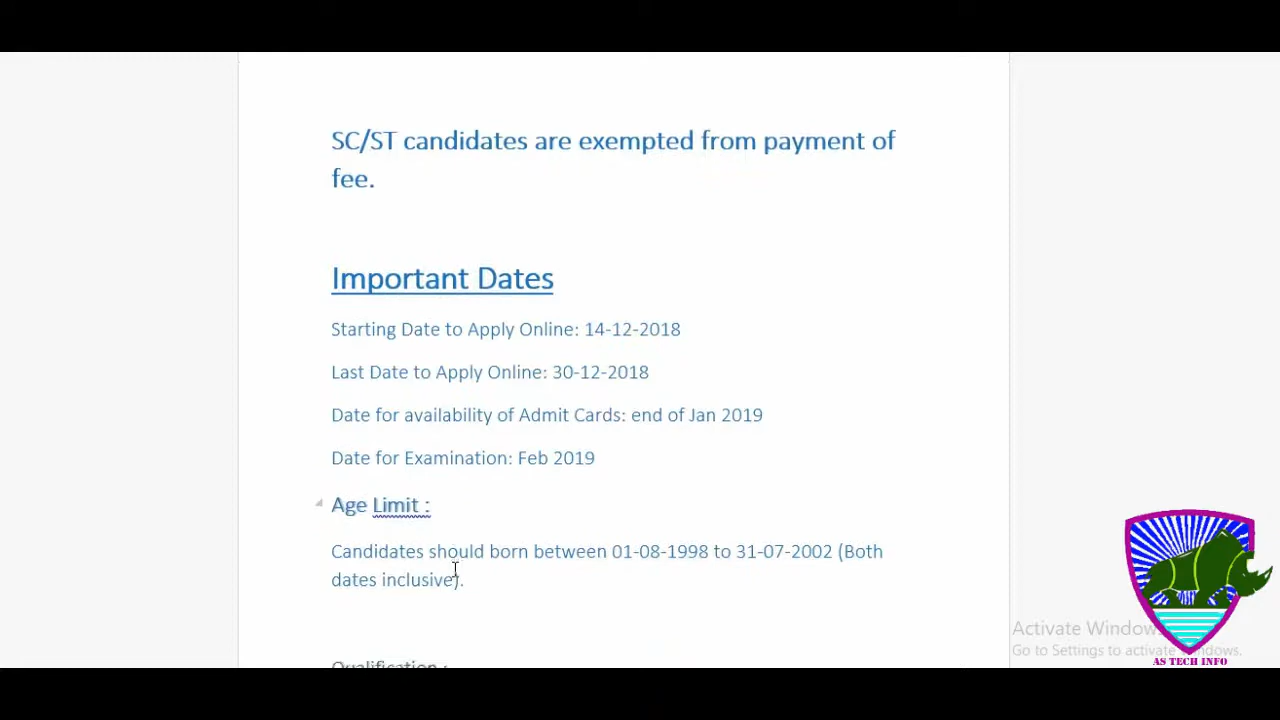 SC/ST candidates are exempted from payment of
fee.
Important Dates
Starting Date to Apply Online: 14-12-2018
Last Date to Apply Online: 30-12-2018
Date for availability of Admit Cards: end of Jan 2019
Date for Examination: Feb 2019
Age Limit :
Candidates should born between 01-08-1998 to 31-07-2002 (Both
dates inclusive).
Qualification :
Activate Windows
Go to Settings to activate Windows.
AS TECH INFO